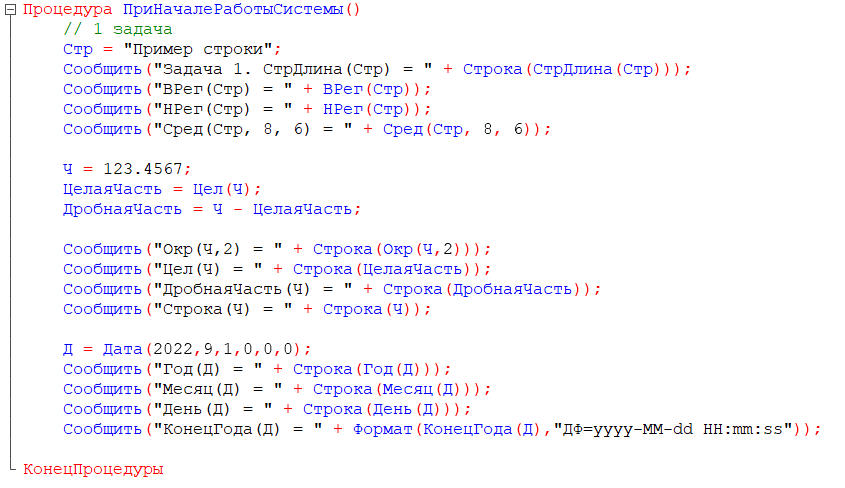 Процедура ПриНачалеРаботыСистемы()
// 1 задача
Стр = "Пример строки";
Сообщить("Задача 1. СтрДлина(Стр) = " + Строка(СтрДлина(Стр)));
Сообщить("ВРег(Стр) = " + ВРег(Стр));
Сообщить("НРег(Стр) = " + НРег(Стр));
Сообщить("Сред(Стр, 8, 6) = " + Сред(Стр, 8, 6));
Ч = 123.4567;
ЦелаяЧасть = Цел(Ч);
ДробнаяЧасть = Ч - ЦелаяЧасть;
Сообщить("Окр(Ч,2) = " + Строка(Окр(Ч,2)));
Сообщить("Цел(Ч) = " + Строка(ЦелаяЧасть));
Сообщить("ДробнаяЧасть(Ч) = " + Строка(ДробнаяЧасть));
Сообщить("Строка(Ч) = " + Строка(Ч));
Д = Дата(2022,9,1,0,0,0);
Сообщить("Год(Д) = " + Строка(Год(Д)));
Сообщить("Месяц(Д) = " + Строка(Месяц(Д)));
Сообщить("День(Д) = " + Строка(День(Д)));
Сообщить("КонецГода(Д) = " + Формат(КонецГода(Д),"ДФ=yyyy-MM-dd HH:mm:ss"));
КонецПроцедуры